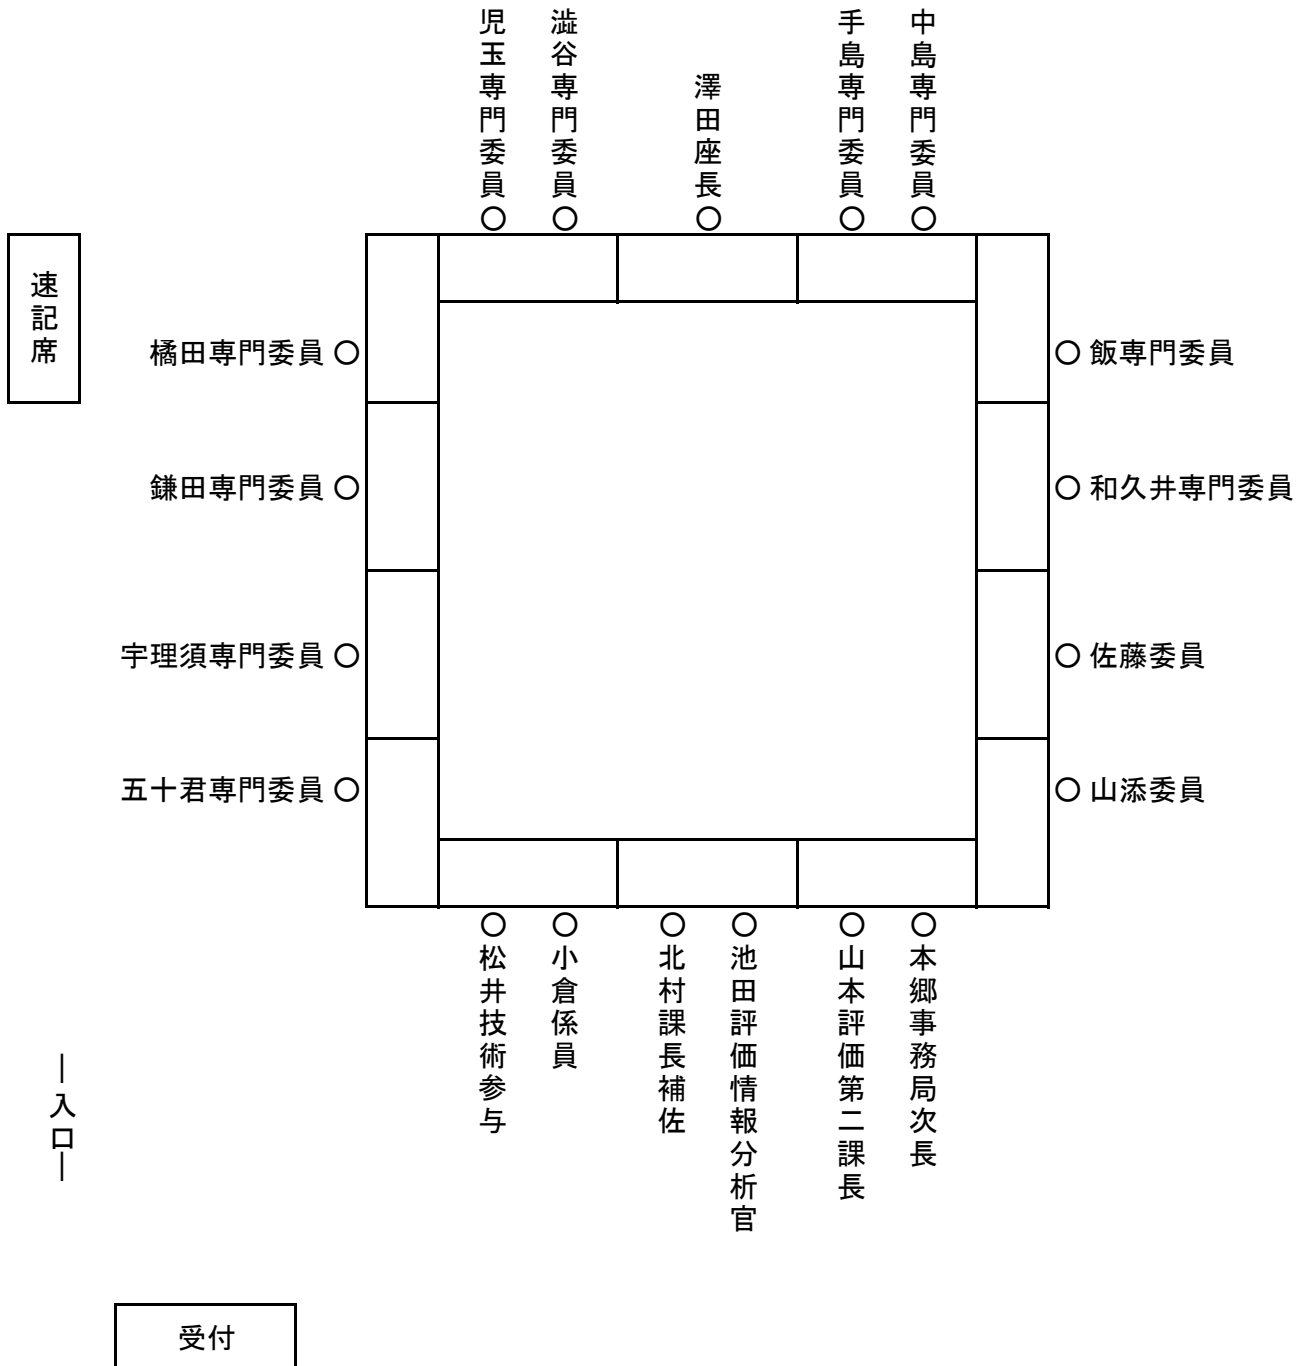 児玉専門委員○
澁谷専門委員○
澤田座長○
手島専門委員○
中島専門委員○
速記席
橘田専門委員○
○飯専門委員
鎌田専門委員○
○和久井専門委員
宇理須専門委員○
○佐藤委員
五十君専門委員○
○山添委員
○松井技術参与
○小倉係員
○北村課長補佐
○池田評価情報分析官
○山本評価第二課長
○本郷事務局次長
―入口―
受付